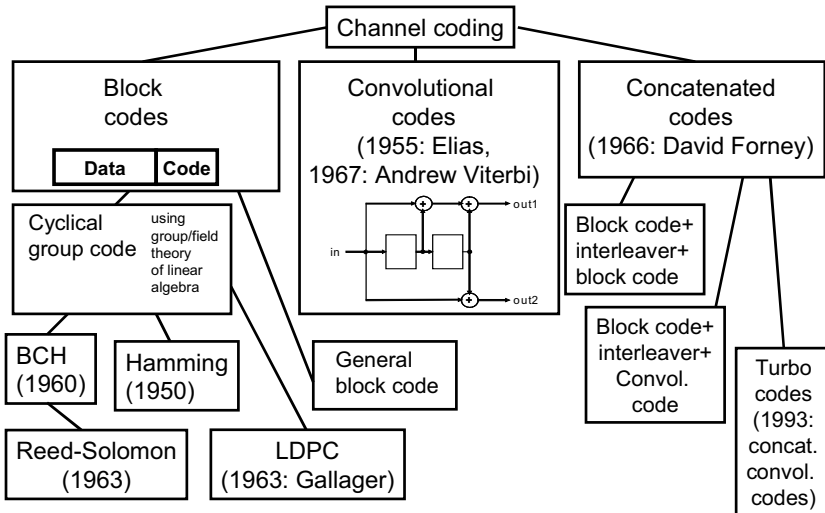 Channel coding
Block
codes
Data Code
Convolutional
codes
(1955: Elias,
1967: Andrew Viterbi)
in
out1
out2
Concatenated
codes
(1966: David Forney)
Cyclical
group code
using
group/field
theory
of linear
algebra
Block code+
interleaver+
block code
BCH
(1960)
Hamming
(1950)
General
block code
Block code+
interleaver+
Convol.
code
Turbo
codes
(1993:
concat.
convol.
codes)
Reed-Solomon
(1963)
LDPC
(1963: Gallager)